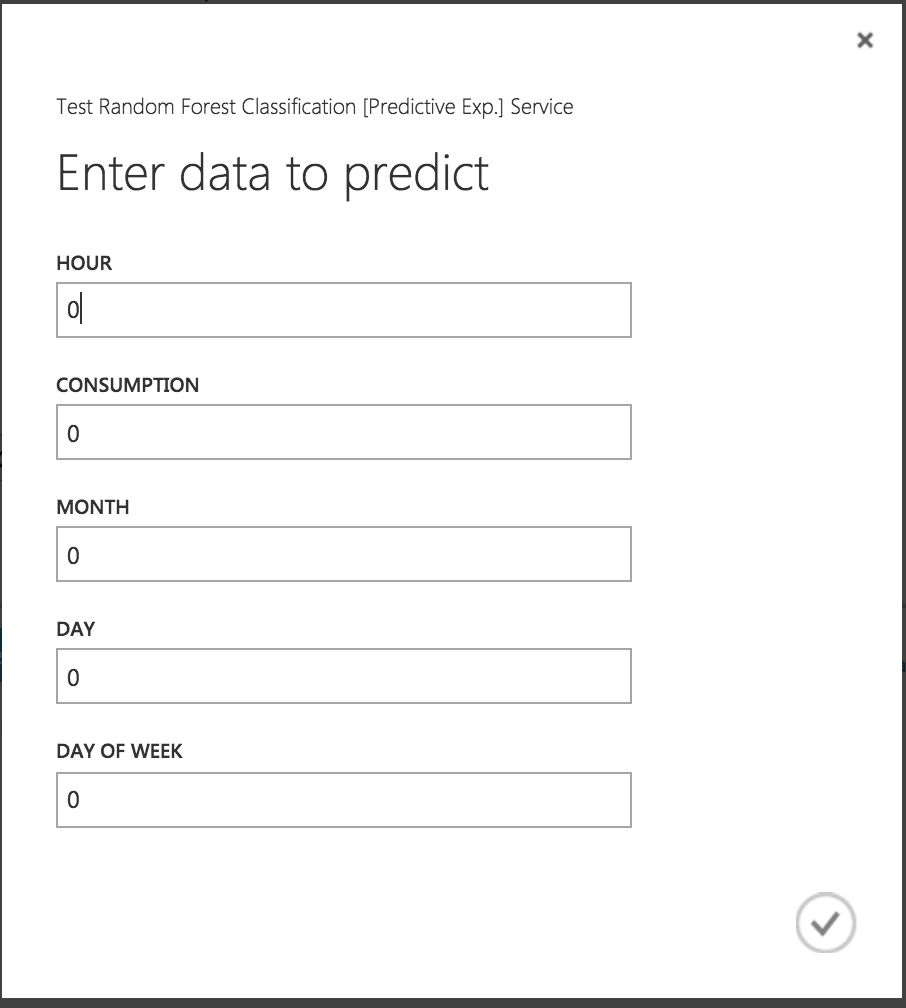 Test Random Forest Classification [Predictive Exp.] Service
Enter data to predict
HOUR
0
CONSUMPTION
0
MONTH
0
DAY
0
DAY OF WEEK
0